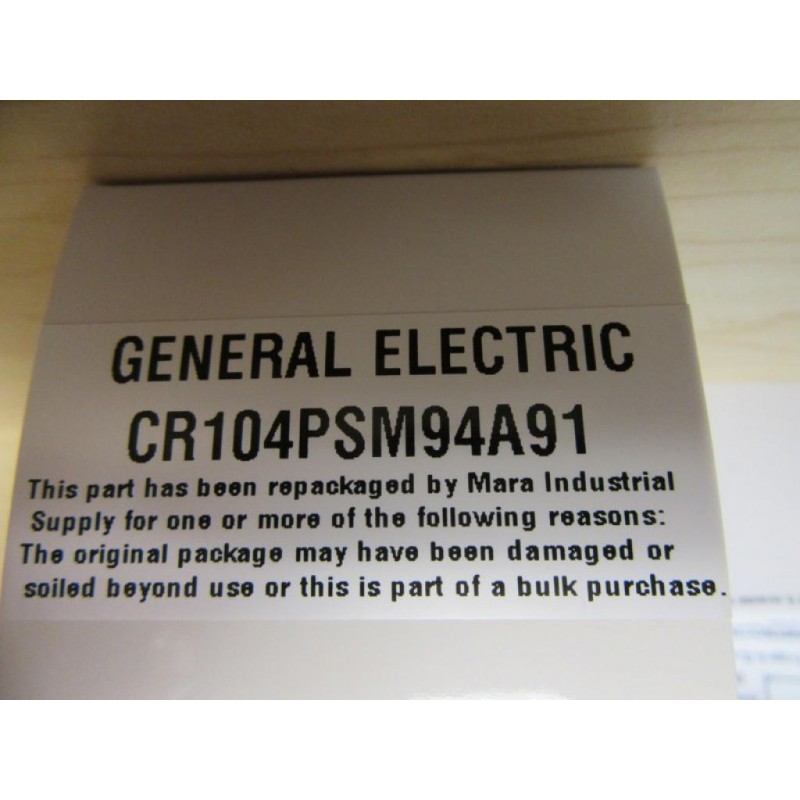 GENERAL ELECTRIC
CR104PSM94A91
This part has been repackaged by Mara Industrial
Supply for one or more of the following reasons:
The original package may have been damaged or
soiled beyond use or this is part of a bulk purchase.